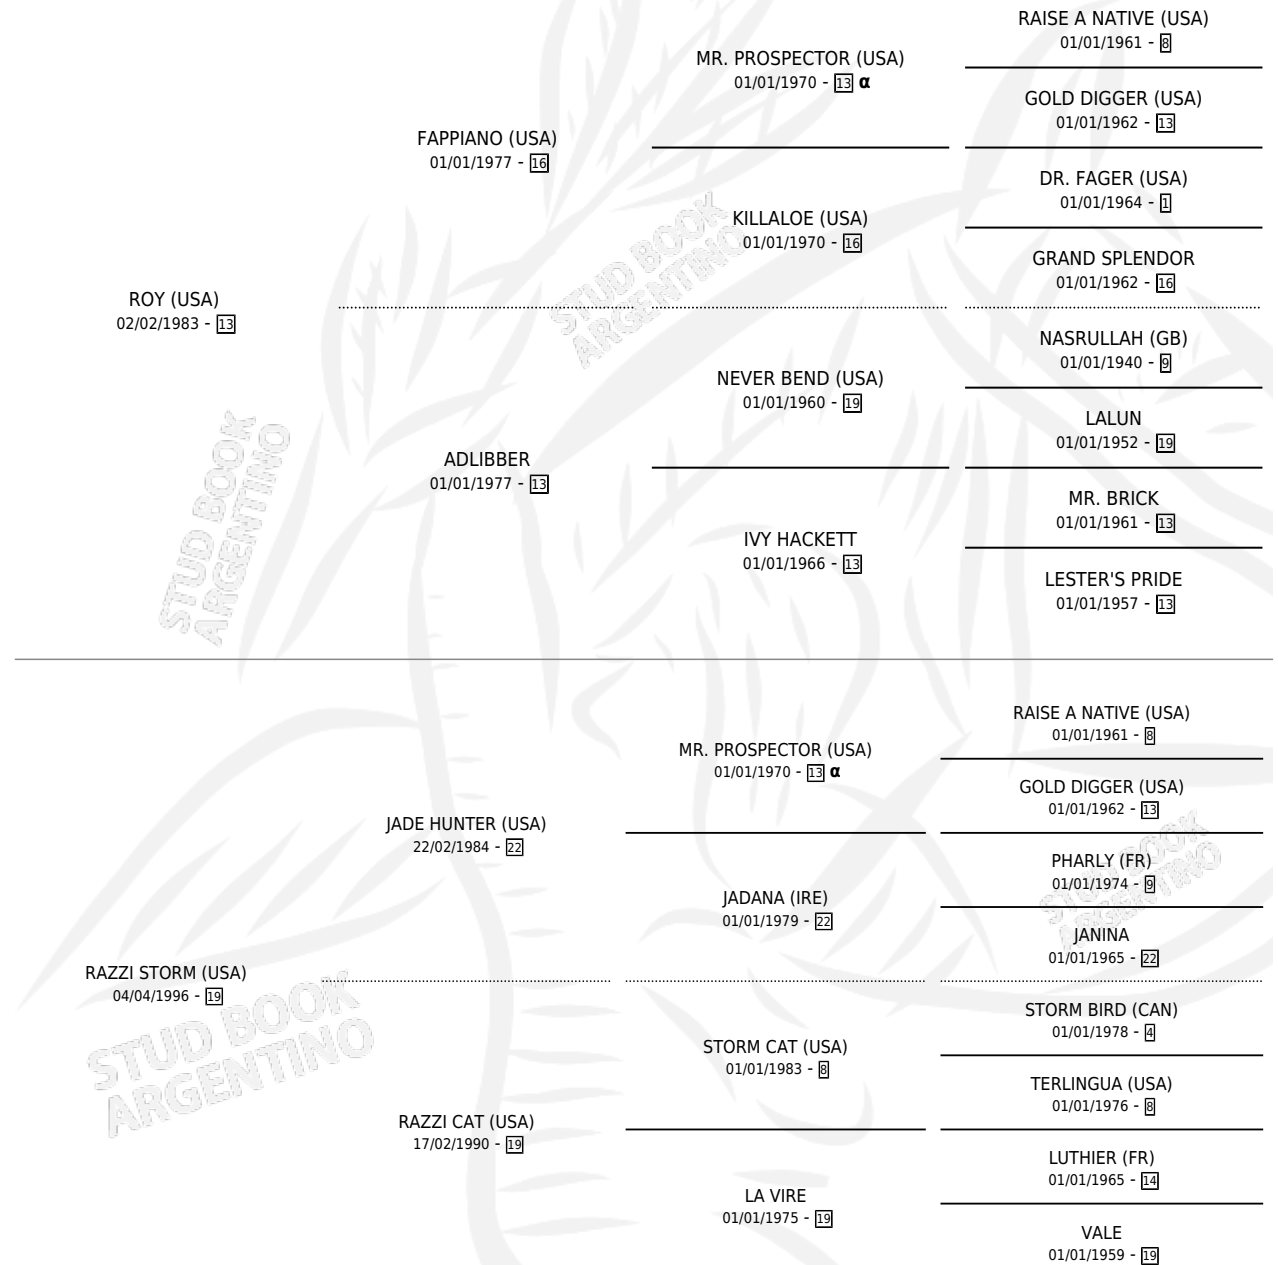 RAISE A NATIVE (USA)
01/01/1961 - 8
MR. PROSPECTOR (USA)
01/01/1970 - 13 α
GOLD DIGGER (USA)
01/01/1962 - 13
FAPPIANO (USA)
01/01/1977 - 16
DR. FAGER (USA)
01/01/1964 - 1
KILLALOE (USA)
01/01/1970 - 16
GRAND SPLENDOR
01/01/1962 - 16
STUD BOOK
ARGENTINO
ROY (USA)
02/02/1983 - 13
NASRULLAH (GB)
01/01/1940 - 9
NEVER BEND (USA)
01/01/1960 - 19
LALUN
01/01/1952 - 19
ADLIBBER
01/01/1977 - 13
MR. BRICK
01/01/1961 - 13
IVY HACKETT
01/01/1966 - 13
LESTER'S PRIDE
01/01/1957 - 13
STUD BOOK
ARGENTINO
RAISE A NATIVE (USA)
01/01/1961 - 8
MR. PROSPECTOR (USA)
01/01/1970 - 13 α
GOLD DIGGER (USA)
01/01/1962 - 13
JADE HUNTER (USA)
22/02/1984 - 22
PHARLY (FR)
01/01/1974 - 9
JADANA (IRE)
01/01/1979 - 22
JANINA
01/01/1965 - 22
STUD BOOK
ARGENTINO
RAZZI STORM (USA)
04/04/1996 - 19
STORM BIRD (CAN)
01/01/1978 - 4
STORM CAT (USA)
01/01/1983 - 8
TERLINGUA (USA)
01/01/1976 - 8
STUD BOOK
ARGENTINO
RAZZI CAT (USA)
17/02/1990 - 19
LUTHIER (FR)
01/01/1965 - 14
LA VIRE
01/01/1975 - 19
VALE
01/01/1959 - 19